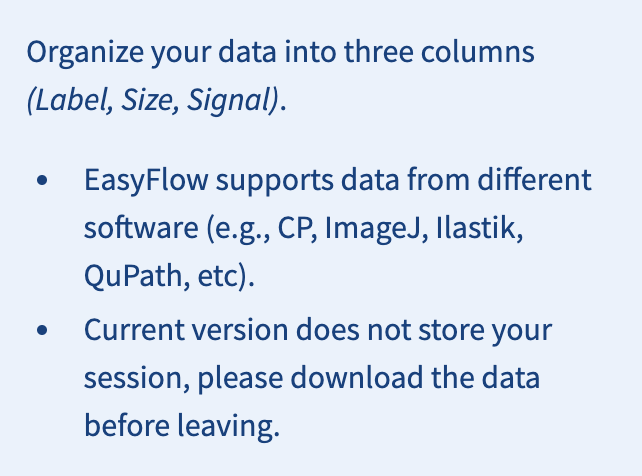 Organize your data into three columns
(Label, Size, Signal).
• EasyFlow supports data from different
software (e.g., CP, ImageJ, Ilastik,
QuPath, etc).
• Current version does not store your
session, please download the data
before leaving.